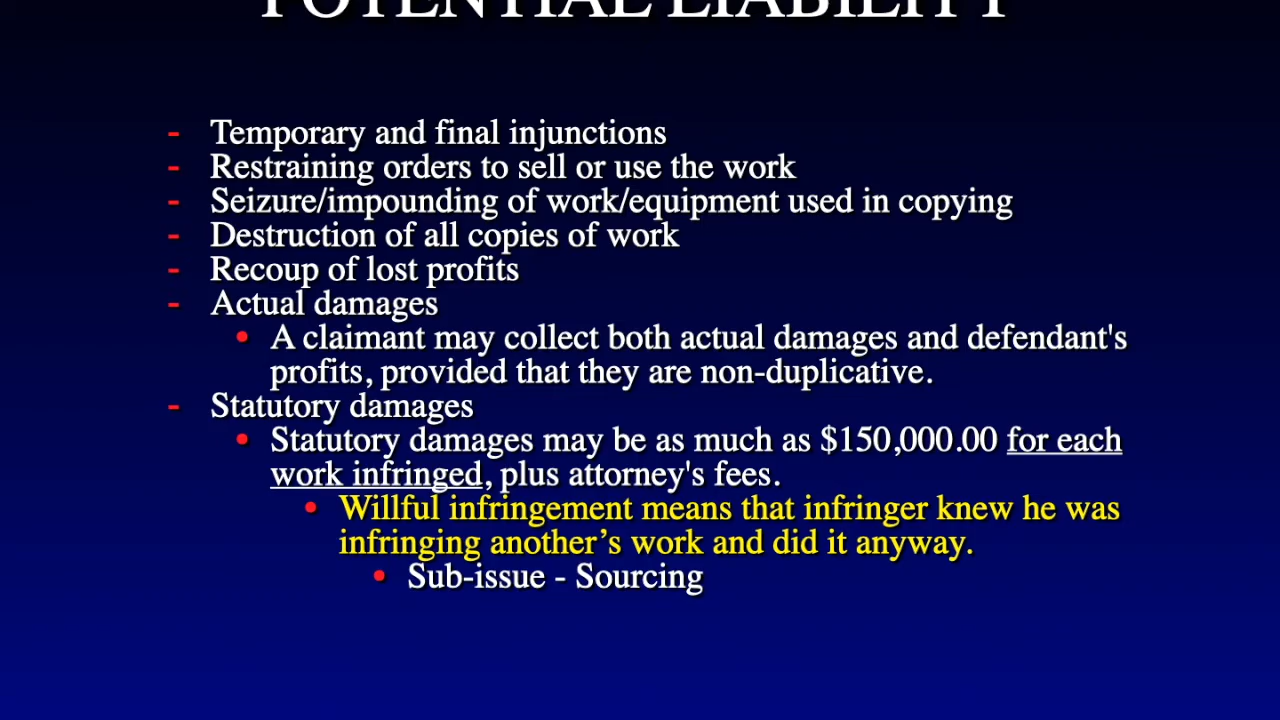 POTENTIAL LIABILITY
- Temporary and final injunctions
- Restraining orders to sell or use the work
- Seizure/impounding of work/equipment used in copying
- Destruction of all copies of work
- Recoup of lost profits
- Actual damages
• A claimant may collect both actual damages and defendant's
profits, provided that they are non-duplicative.
- Statutory damages
• Statutory damages may be as much as $150,000.00 for each
work infringed, plus attorney's fees.
• Willful infringement means that infringer knew he was
infringing another’s work and did it anyway.
• Sub-issue - Sourcing